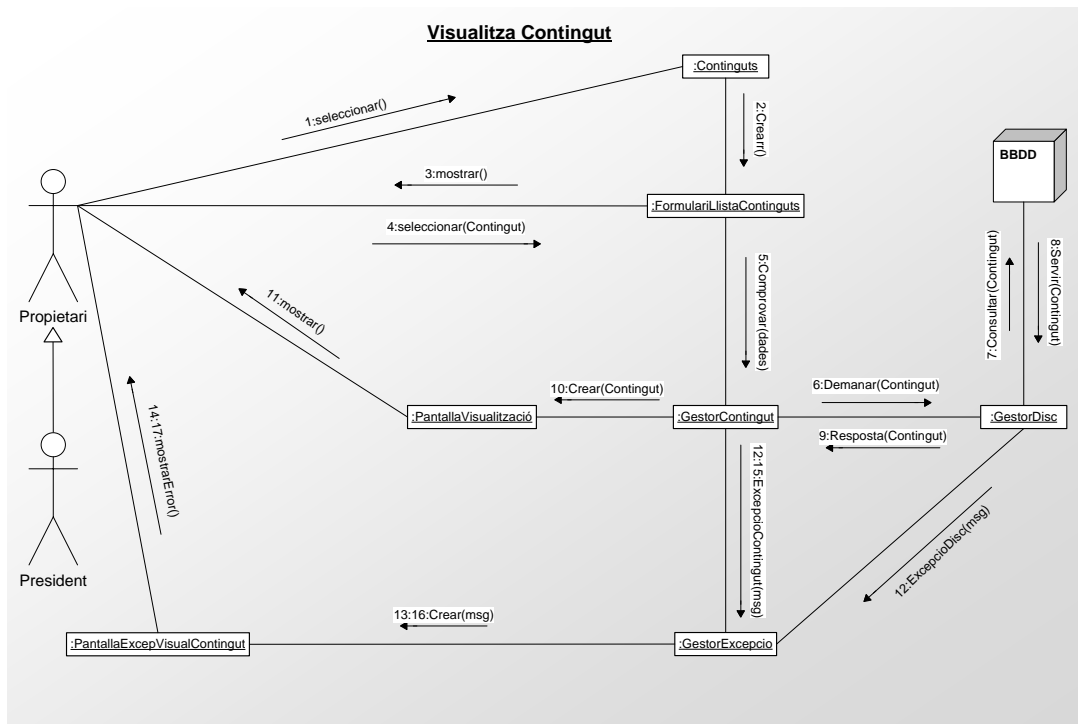 Visualitza Contingut
:Continguts
1:seleccionar()
2:Crearr()
BBDD
3:mostrar()
:FormulariLlistaContinguts
4:seleccionar(Contingut)
5:Comprovar(dades)
7:Consultar(Contingut)
8:Servir(Contingut)
11:mostrar()
Propietari
10:Crear(Contingut)
6:Demanar(Contingut)
:PantallaVisualització
:GestorContingut
:GestorDisc
9:Resposta(Contingut)
14:17:mostrarError()
12:15:ExcepcioContingut(msg)
12:ExcepcioDisc(msg)
President
13:16:Crear(msg)
:PantallaExcepVisualContingut
:GestorExcepcio